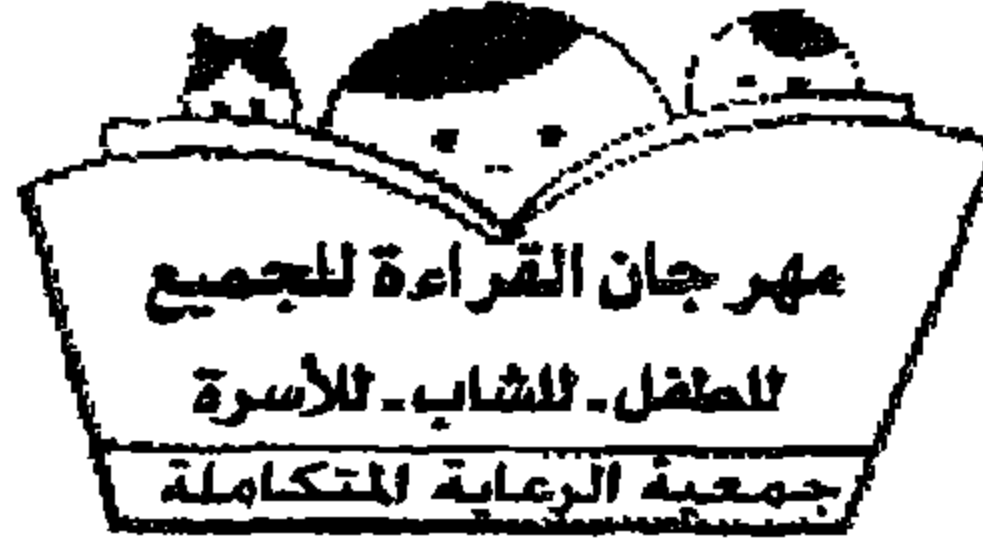 مهرجان القراءة للجميع
للطفل - للشاب - للأسرة
جمعية الرعاية المتكاملة